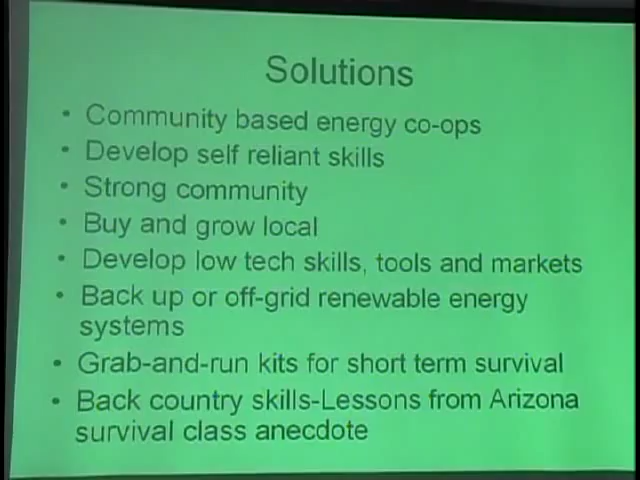 Solutions
• Community based energy co-ops
• Develop self reliant skills
• Strong community
• Buy and grow local
• Develop low tech skills, tools and markets
• Back up or off-grid renewable energy
systems
• Grab-and-run kits for short term survival
• Back country skills-Lessons from Arizona
survival class anecdote